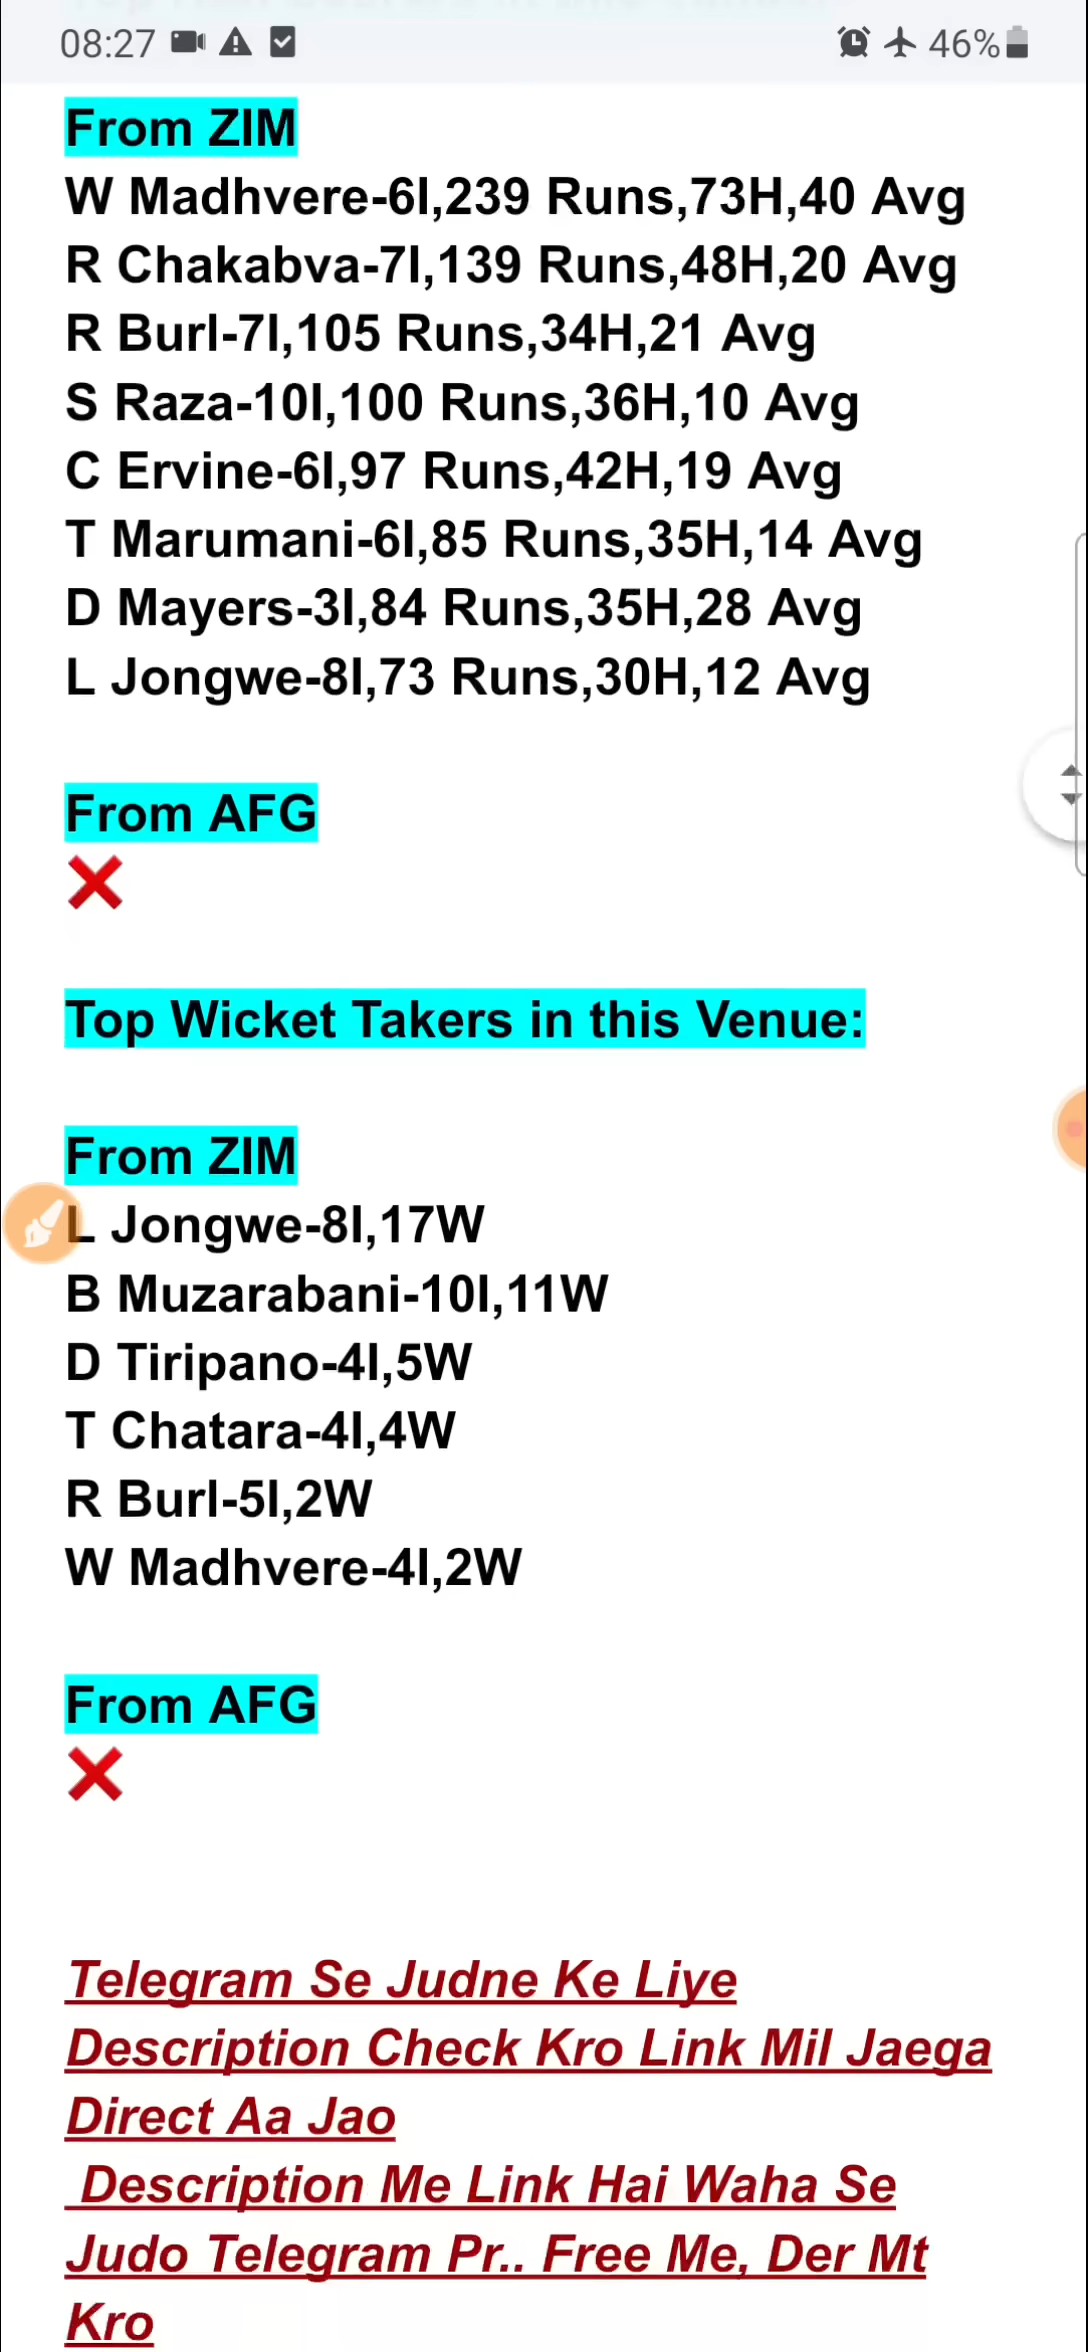 08:27 46%
From ZIM
W Madhvere-6I,239 Runs,73H,40 Avg
R Chakabva-7I,139 Runs,48H,20 Avg
R Burl-7I,105 Runs,34H,21 Avg
S Raza-10I,100 Runs,36H,10 Avg
C Ervine-6I,97 Runs,42H,19 Avg
T Marumani-6I,85 Runs,35H,14 Avg
D Mayers-3I,84 Runs,35H,28 Avg
L Jongwe-8I,73 Runs,30H,12 Avg
From AFG
❌
Top Wicket Takers in this Venue:
From ZIM
L Jongwe-8I,17W
B Muzarabani-10I,11W
D Tiripano-4I,5W
T Chatara-4I,4W
R Burl-5I,2W
W Madhvere-4I,2W
From AFG
❌
Telegram Se Judne Ke Liye
Description Check Kro Link Mil Jaega
Direct Aa Jao
Description Me Link Hai Waha Se
Judo Telegram Pr.. Free Me, Der Mt
Kro